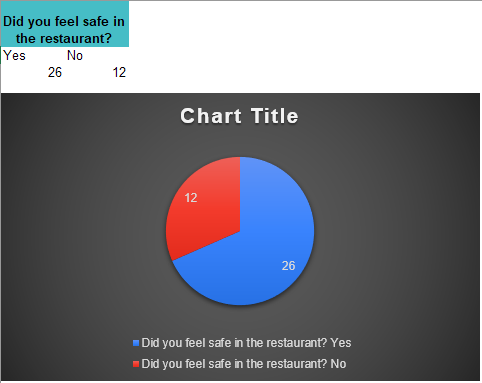 Did you feel safe in
the restaurant?
Yes No
26 12
Chart Title
12
26
Did you feel safe in the restaurant? Yes
Did you feel safe in the restaurant? No